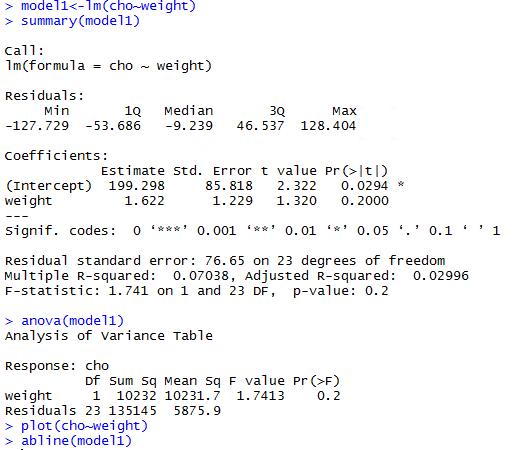 > model1<-lm(cho~weight)
> summary(model1)
Call:
lm(formula = cho ~ weight)
Residuals:
     Min       1Q   Median       3Q      Max
-127.729  -53.686   -9.239   46.537  128.404
Coefficients:
            Estimate Std. Error t value Pr(>|t|)
(Intercept)  199.298     85.818   2.322   0.0294 *
weight         1.622      1.229   1.320   0.2000
---
Signif. codes:  0 ‘***’ 0.001 ‘**’ 0.01 ‘*’ 0.05 ‘.’ 0.1 ‘ ’ 1
Residual standard error: 76.65 on 23 degrees of freedom
Multiple R-squared:  0.07038, Adjusted R-squared:  0.02996
F-statistic: 1.741 on 1 and 23 DF,  p-value: 0.2
> anova(model1)
Analysis of Variance Table
Response: cho
          Df Sum Sq Mean Sq F value Pr(>F)
weight     1  10232 10231.7  1.7413    0.2
Residuals 23 135145  5875.9
> plot(cho~weight)
> abline(model1)